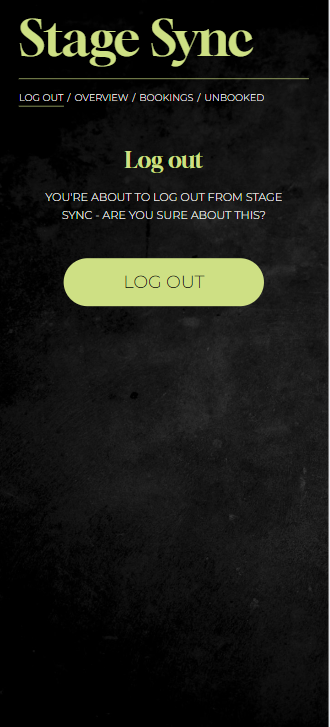 Stage Sync
LOG OUT / OVERVIEW / BOOKINGS / UNBOOKED
Log out
YOU'RE ABOUT TO LOG OUT FROM STAGE
SYNC - ARE YOU SURE ABOUT THIS?
LOG OUT